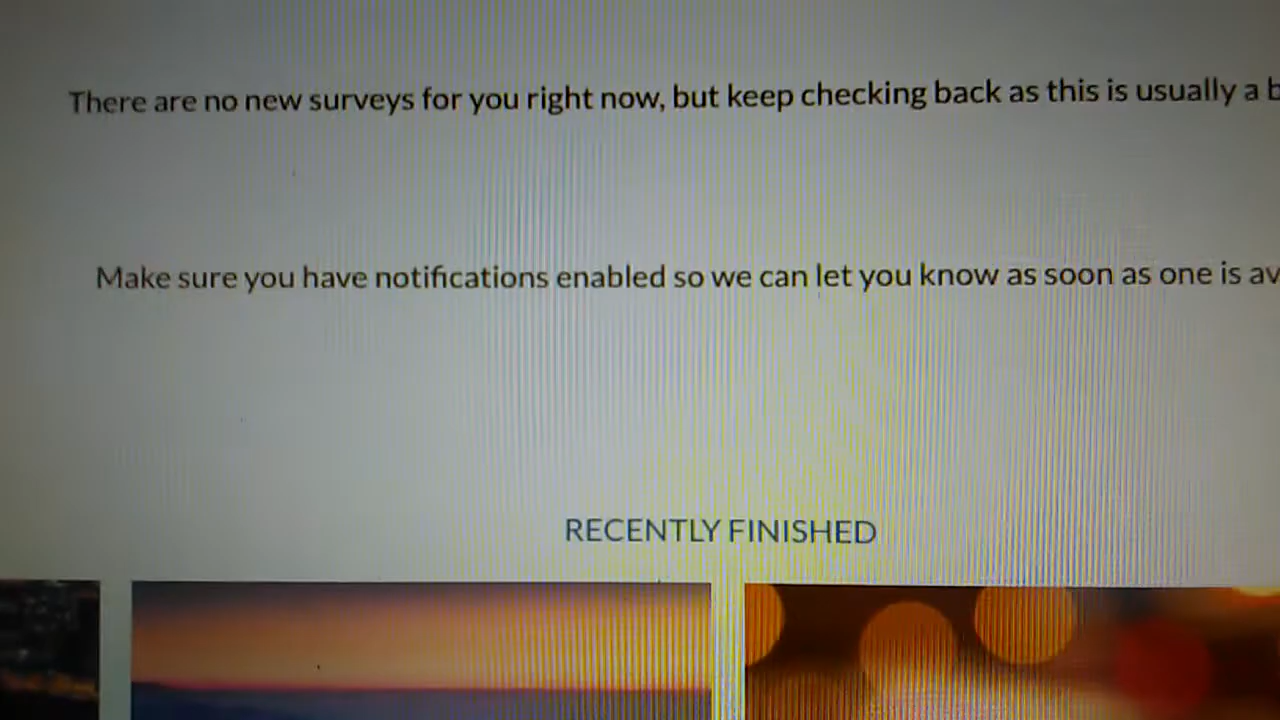 There are no new surveys for you right now, but keep checking back as this is usually a
Make sure you have notifications enabled so we can let you know as soon as one is
RECENTLY FINISHED